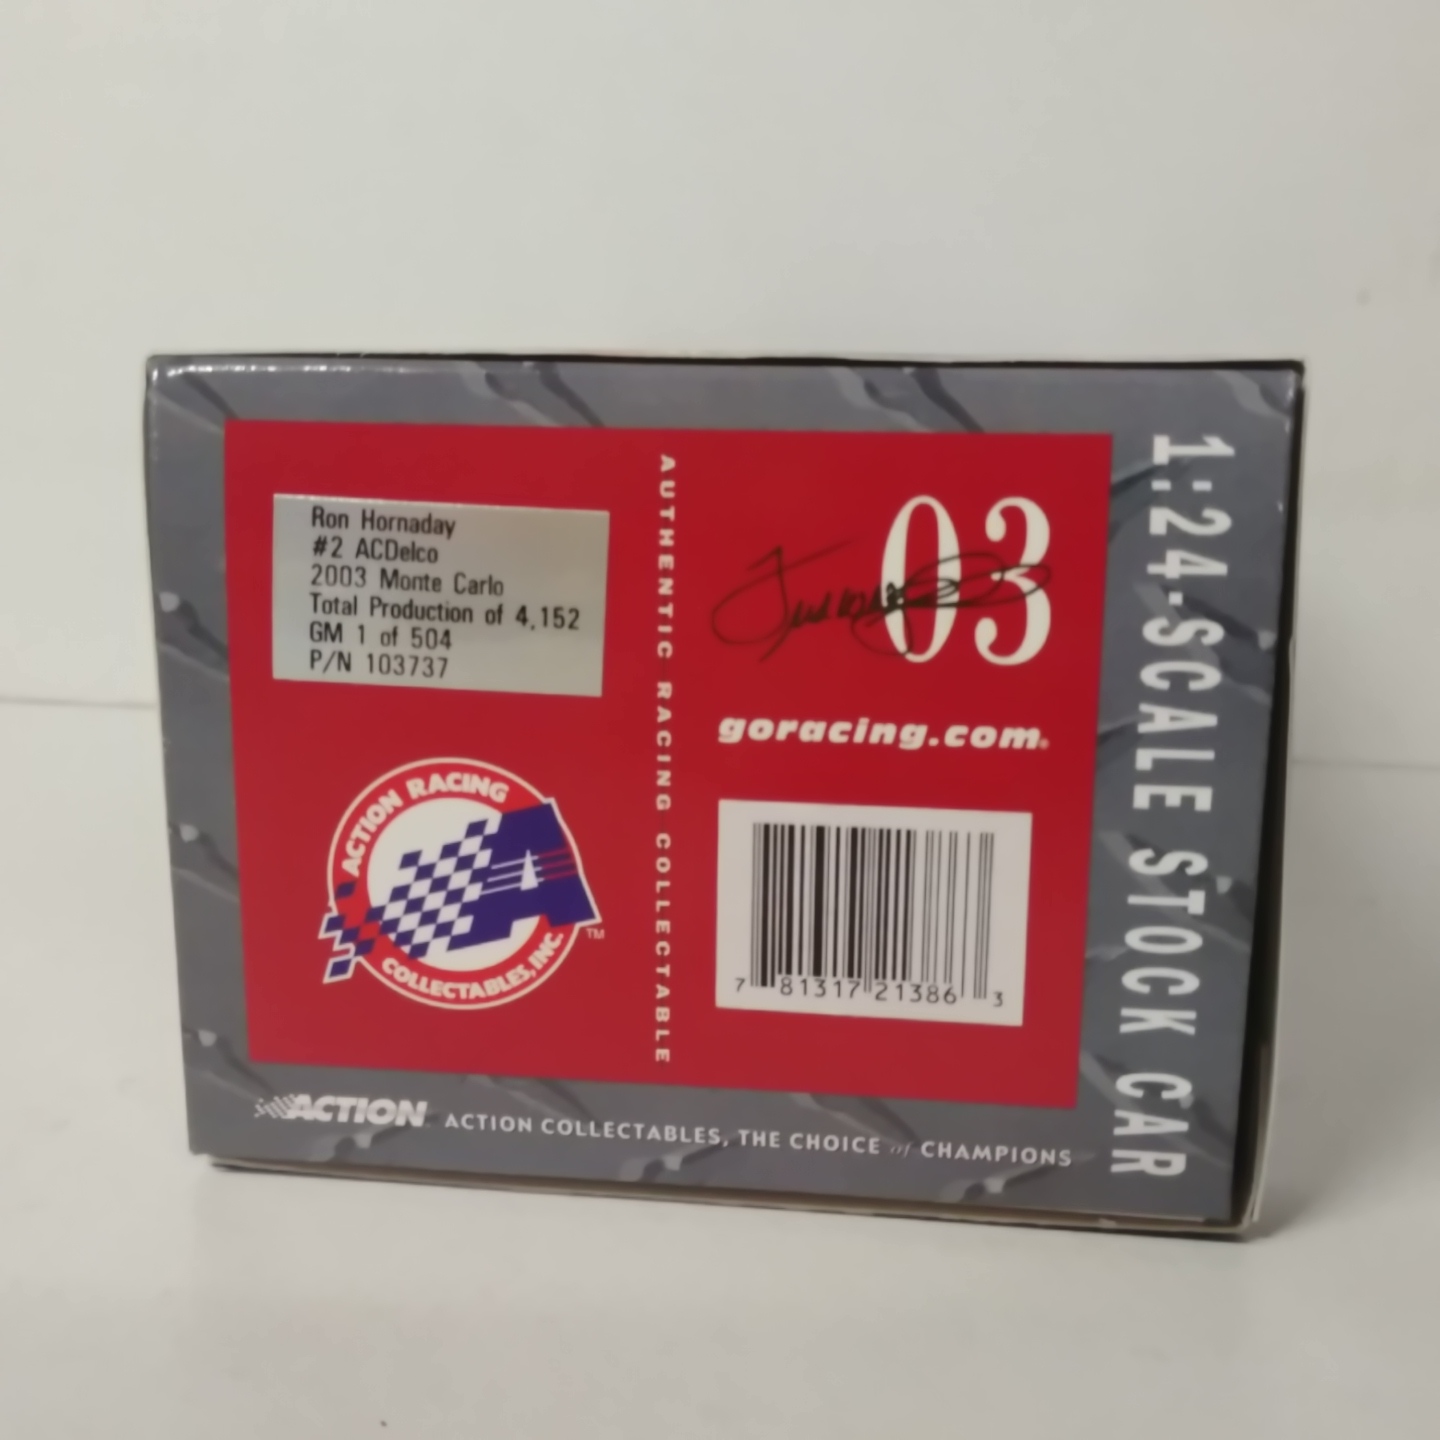 Ron Hornaday
#2 ACDelco
2003 Monte Carlo
Total Production of 4,152
GM 1 of 504
P/N 103737
ACTION RACING
COLLECTABLES, INC.
TM
AUTHENTIC RACING COLLECTABLE
03
goracing.com®
7 81317 21386 3
1:24-SCALE STOCK CAR
ACTION
ACTION COLLECTABLES, THE CHOICE of CHAMPIONS